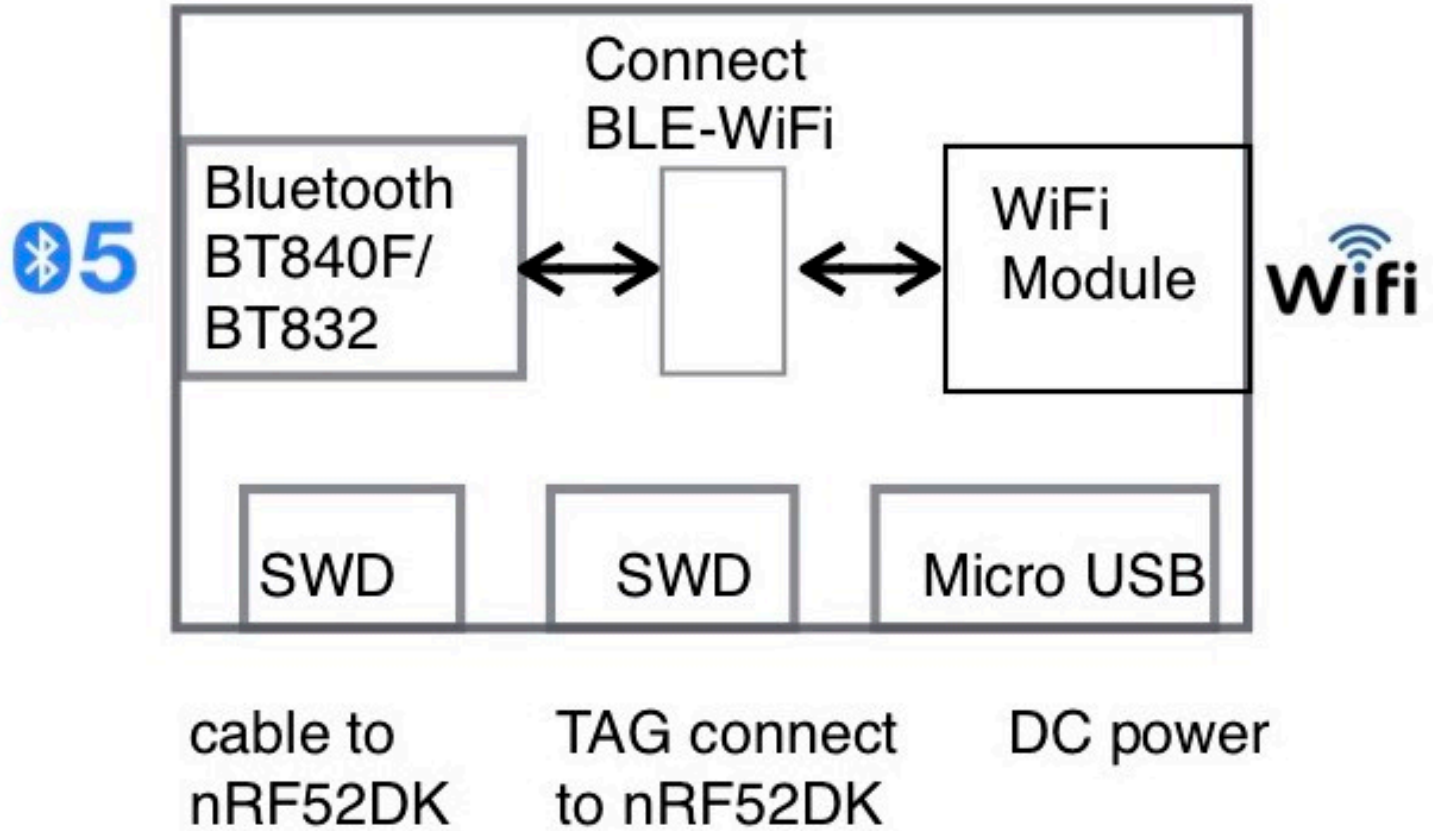 Connect
BLE-WiFi
Bluetooth
BT840F/
BT832
WiFi
Module
5
Wifi
SWD
SWD
Micro USB
cable to
nRF52DK
TAG connect
to nRF52DK
DC power